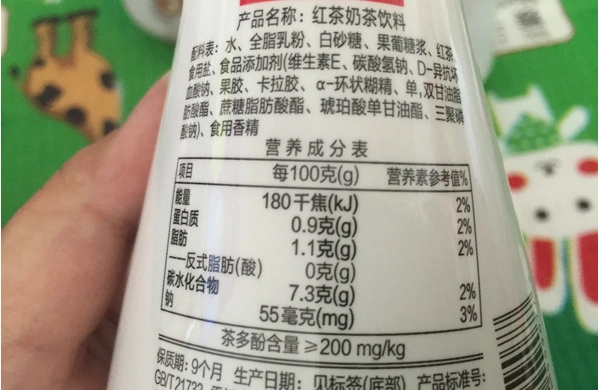 产品名称：红茶奶茶饮料
配料表：水、全脂乳粉、白砂糖、果葡糖浆、红茶
食用盐、食品添加剂(维生素E、碳酸氢钠、D-异抗坏
血酸钠、果胶、卡拉胶、α-环状糊精、单,双甘油脂
肪酸酯、蔗糖脂肪酸酯、琥珀酸单甘油酯、三聚磷
酸钠)、食用香精
营养成分表
项目 每100克(g) 营养素参考值%
能量 180千焦(kJ) 2%
蛋白质 0.9克(g) 2%
脂肪 1.1克(g) 2%
——反式脂肪(酸) 0克(g)
碳水化合物 7.3克(g) 2%
钠 55毫克(mg) 3%
茶多酚含量≥200 mg/kg
保质期：9个月 生产日期：见标签(底部) 产品标准号：
GB/T21733